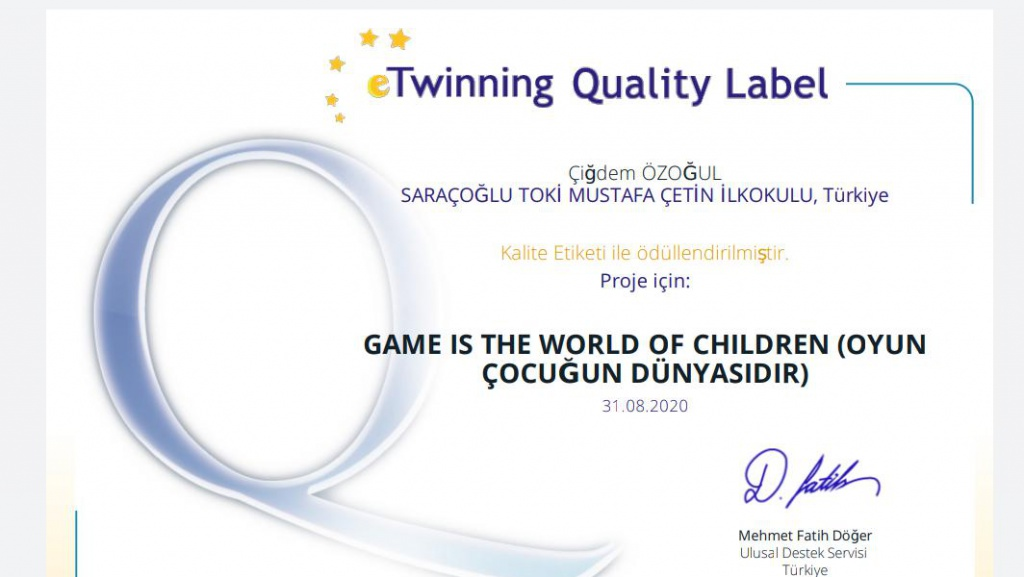 eTwinning Quality Label
Çiğdem ÖZOĞUL
SARAÇOĞLU TOKİ MUSTAFA ÇETİN İLKOKULU, Türkiye
Kalite Etiketi ile ödüllendirilmiştir.
Proje için:
GAME IS THE WORLD OF CHILDREN (OYUN
ÇOCUĞUN DÜNYASIDIR)
31.08.2020
D. Fatih
Mehmet Fatih Döğer
Ulusal Destek Servisi
Türkiye